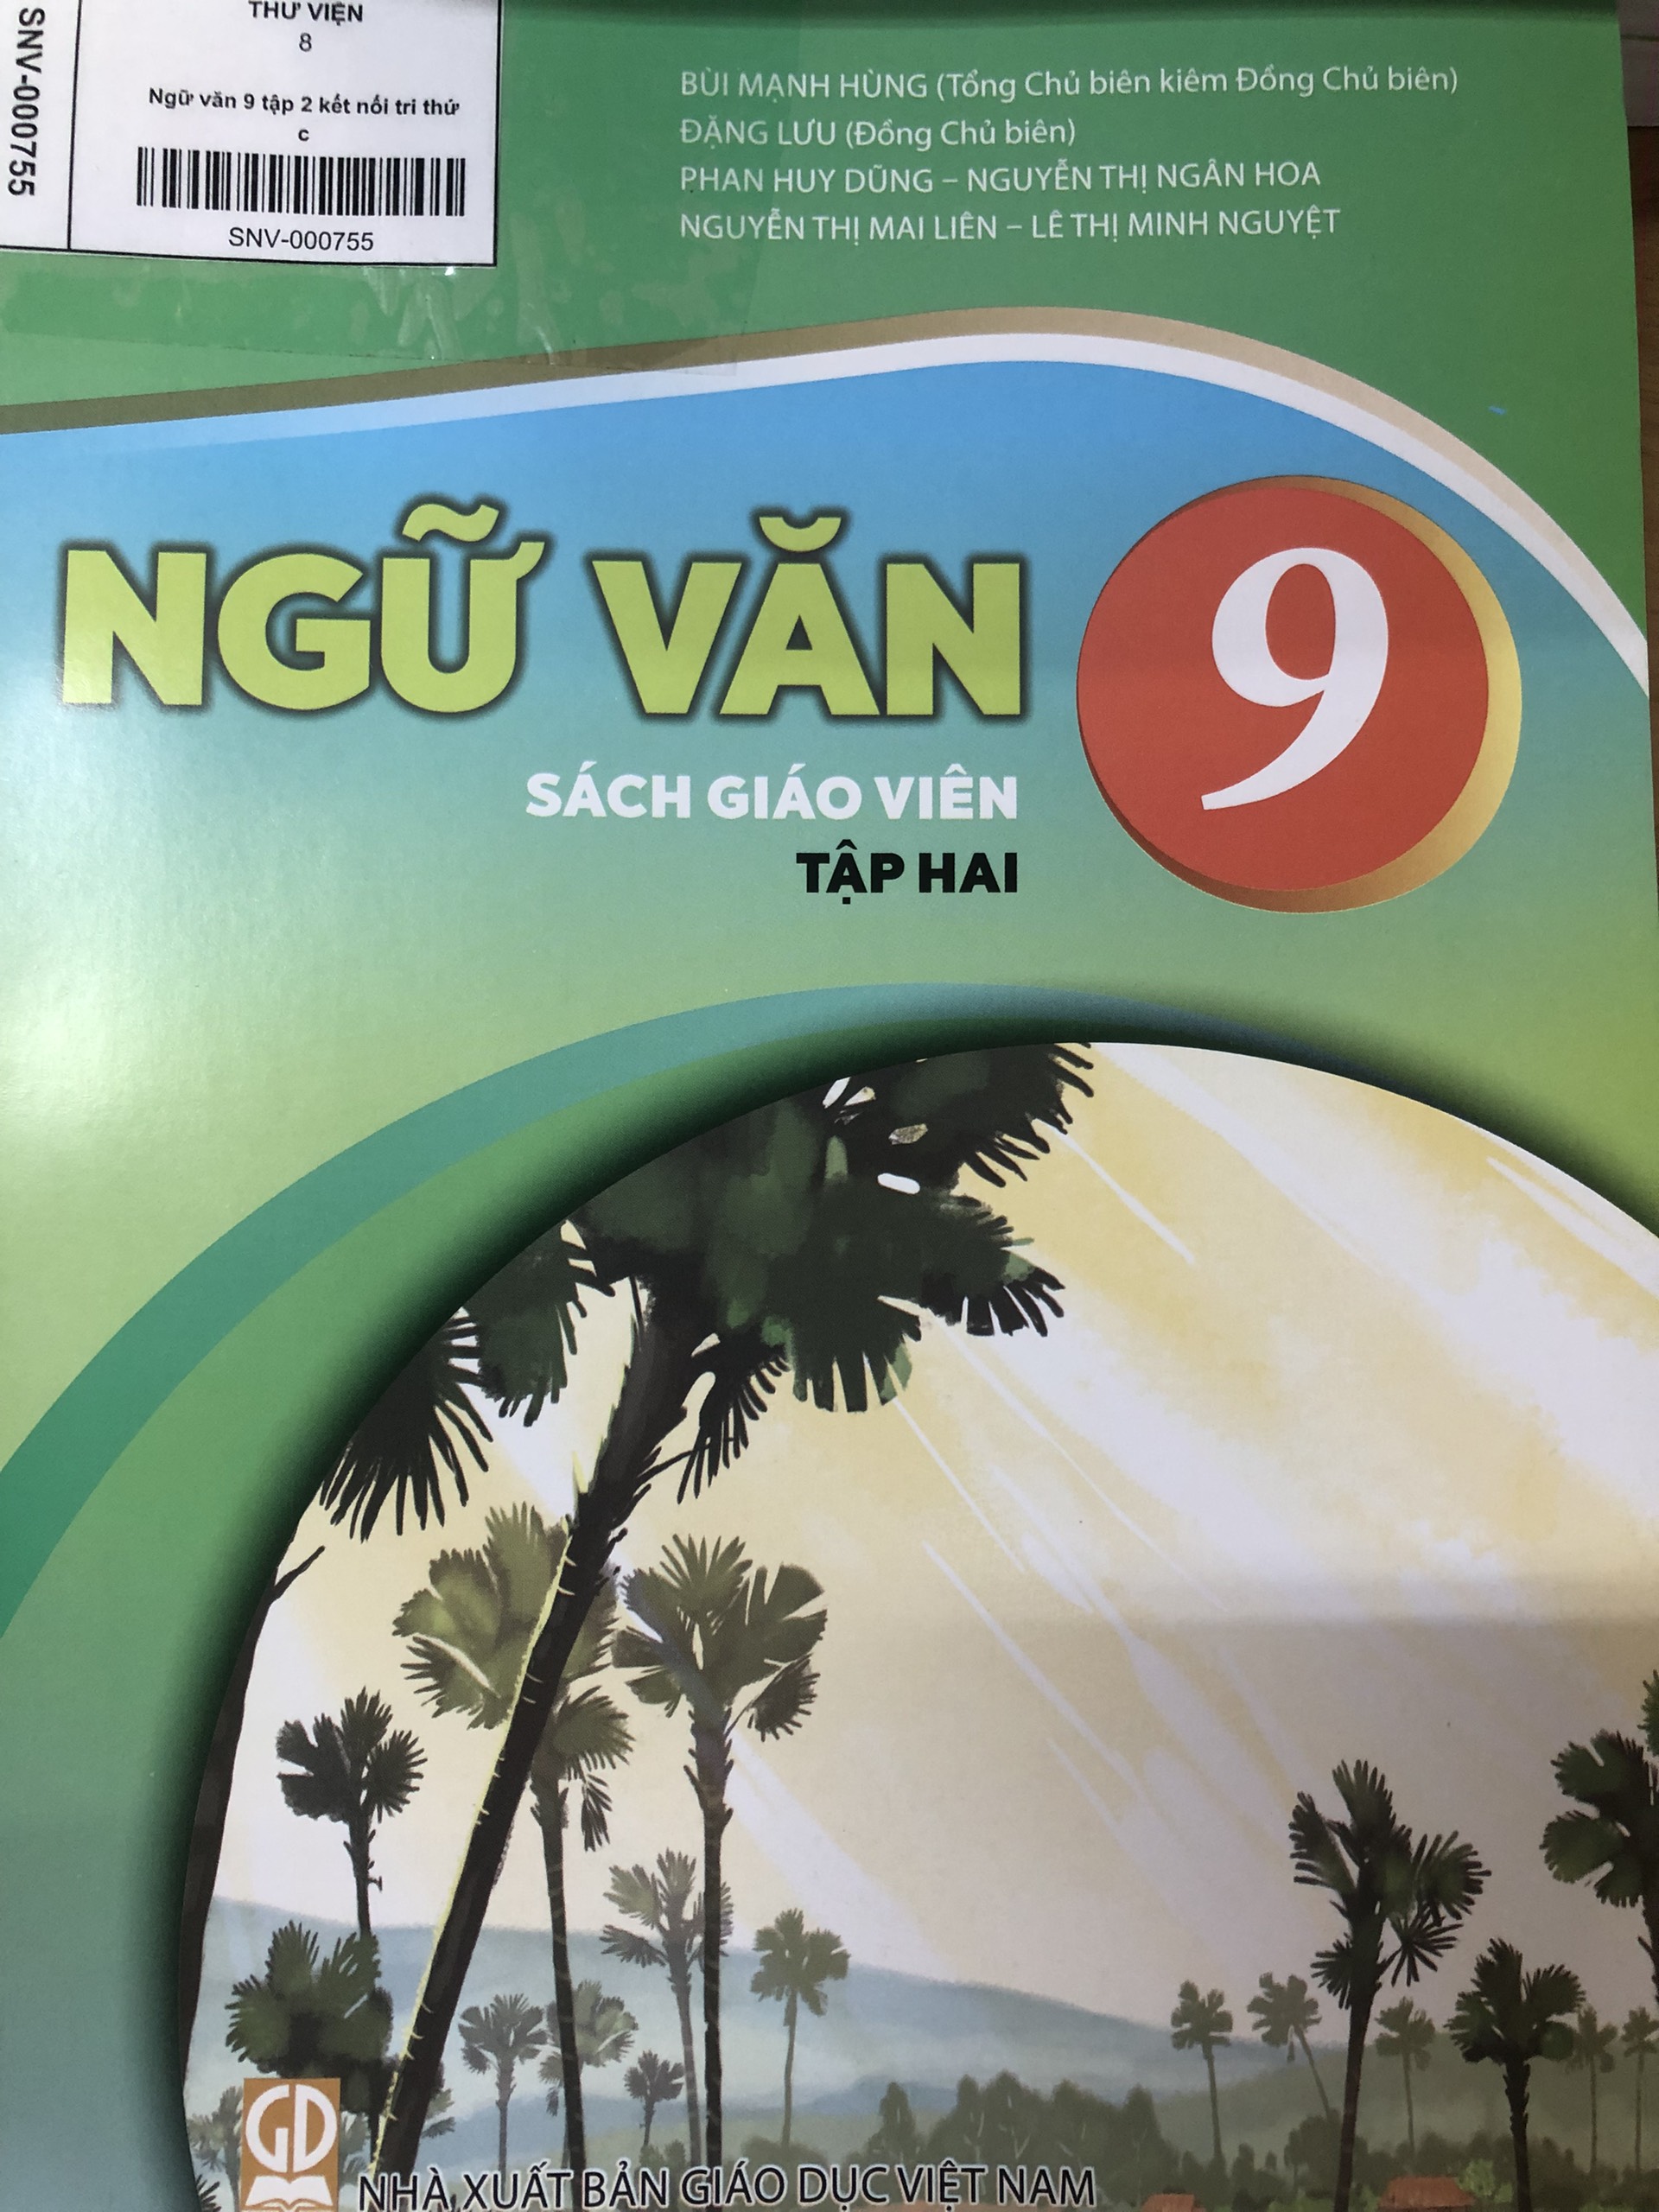 SNV-000755
THƯ VIỆN
8
Ngữ văn 9 tập 2 kết nối tri thứ
c
SNV-000755
BÙI MẠNH HÙNG (Tổng Chủ biên kiêm Đồng Chủ biên)
ĐẶNG LƯU (Đồng Chủ biên)
PHAN HUY DŨNG – NGUYỄN THỊ NGÂN HOA
NGUYỄN THỊ MAI LIÊN – LÊ THỊ MINH NGUYỆT
NGỮ VĂN 9
SÁCH GIÁO VIÊN
TẬP HAI
GD
NHÀ XUẤT BẢN GIÁO DỤC VIỆT NAM